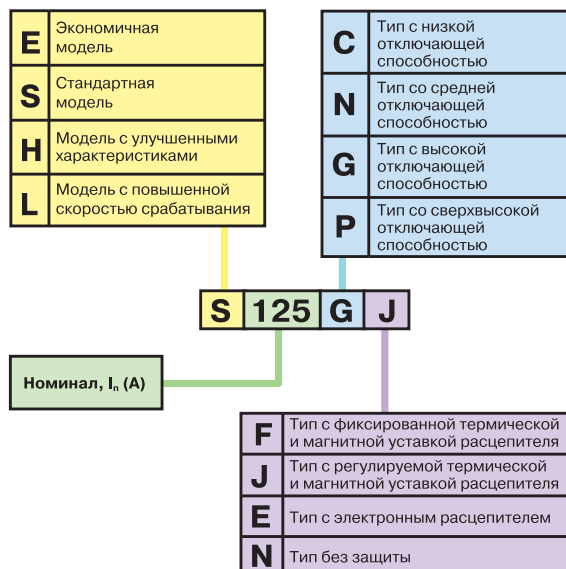 E
Экономичная
модель
S
Стандартная
модель
H
Модель с улучшенными
характеристиками
L
Модель с повышенной
скоростью срабатывания
C
Тип с низкой
отключающей
способностью
N
Тип со средней
отключающей
способностью
G
Тип с высокой
отключающей
способностью
P
Тип со сверхвысокой
отключающей
способностью
S 125 G J
Номинал, Iₙ (A)
F
Тип с фиксированной термической
и магнитной уставкой расцепителя
J
Тип с регулируемой термической
и магнитной уставкой расцепителя
E
Тип с электронным расцепителем
N
Тип без защиты